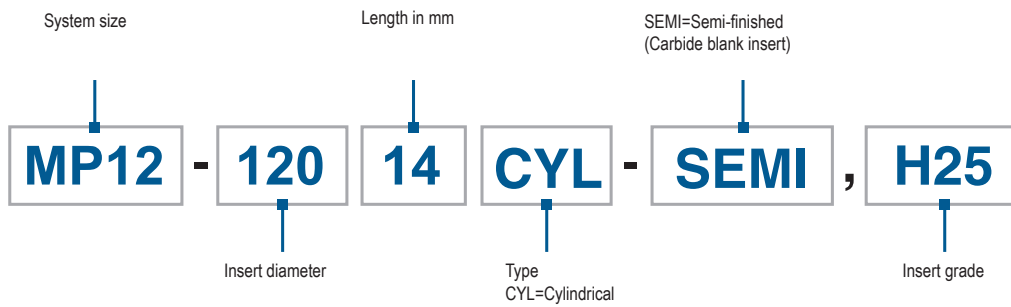 System size
Length in mm
SEMI=Semi-finished
(Carbide blank insert)
MP12 - 120 14 CYL - SEMI , H25
Insert diameter
Type
CYL=Cylindrical
Insert grade